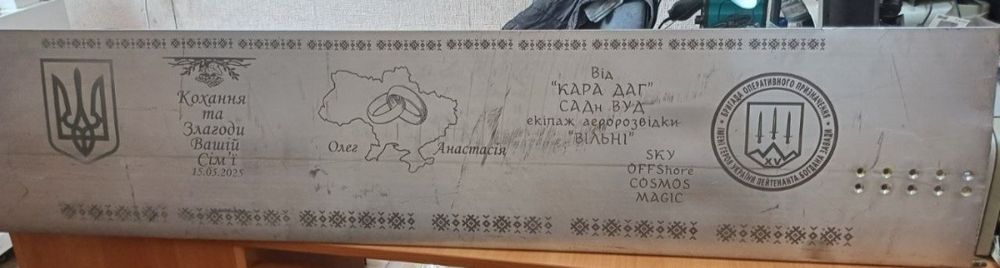 Кохання
та
Злагоди
Вашій
Сім'ї
15.05.2025
Олег
Анастасія
Від
"КАРА ДАГ"
САДн ВУД
екіпаж аеророзвідки
"ВІЛЬНІ"
SKY
OFFShore
COSMOS
MAGIC
БРИГАДА ОПЕРАТИВНОГО ПРИЗНАЧЕННЯ
ІМЕНІ ГЕРОЯ УКРАЇНИ ЛЕЙТЕНАНТА БОГДАНА ЗАВАДИ
XV